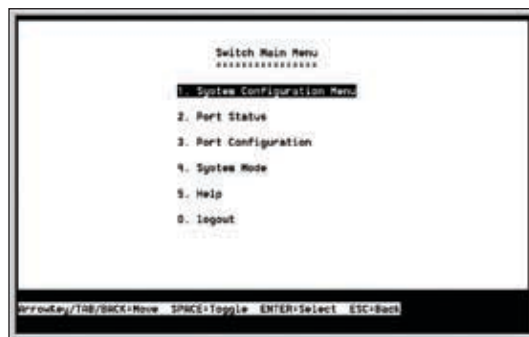 Switch Main Menu
================
1. System Configuration Menu
2. Port Status
3. Port Configuration
4. System Mode
5. Help
0. logout
ArrowKey/TAB/BACK=Move SPACE=Toggle ENTER=Select ESC=Back